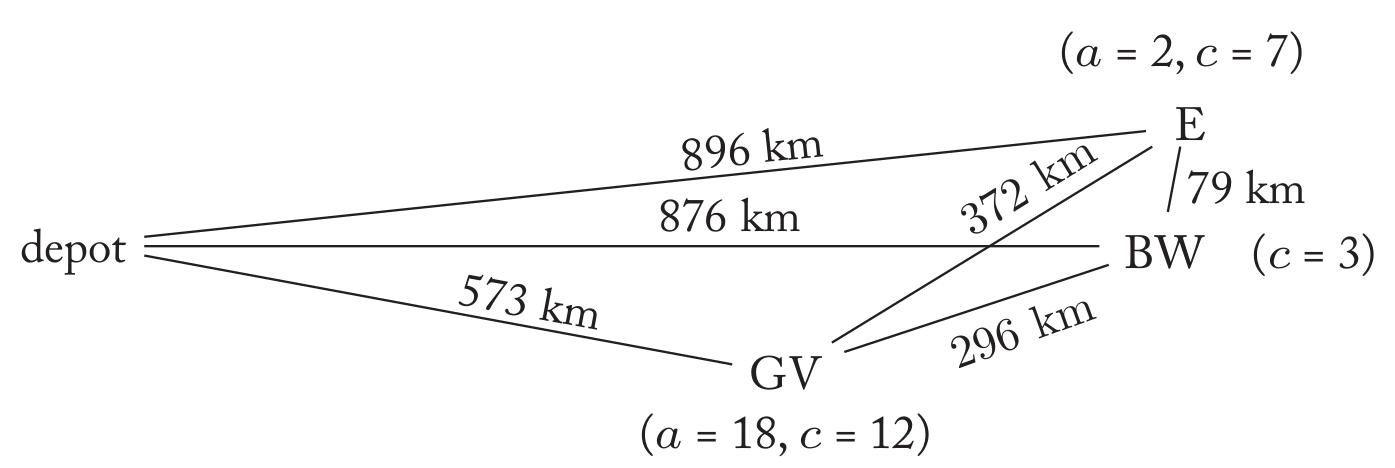 (a = 2, c = 7)
E
896 km
372 km
79 km
876 km
depot
BW (c = 3)
573 km
296 km
GV
(a = 18, c = 12)